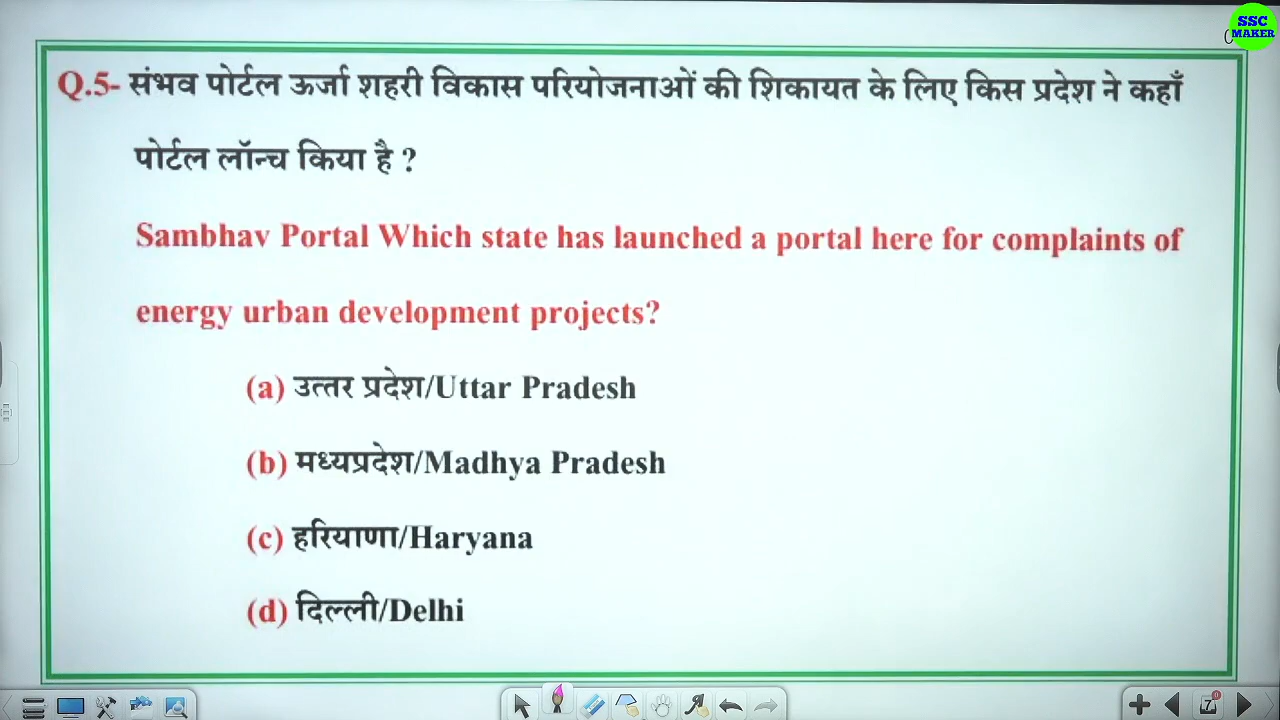 SSC
MAKER
Q.5- संभव पोर्टल ऊर्जा शहरी विकास परियोजनाओं की शिकायत के लिए किस प्रदेश ने कहाँ
पोर्टल लॉन्च किया है ?
Sambhav Portal Which state has launched a portal here for complaints of
energy urban development projects?
(a) उत्तर प्रदेश/Uttar Pradesh
(b) मध्यप्रदेश/Madhya Pradesh
(c) हरियाणा/Haryana
(d) दिल्ली/Delhi
7